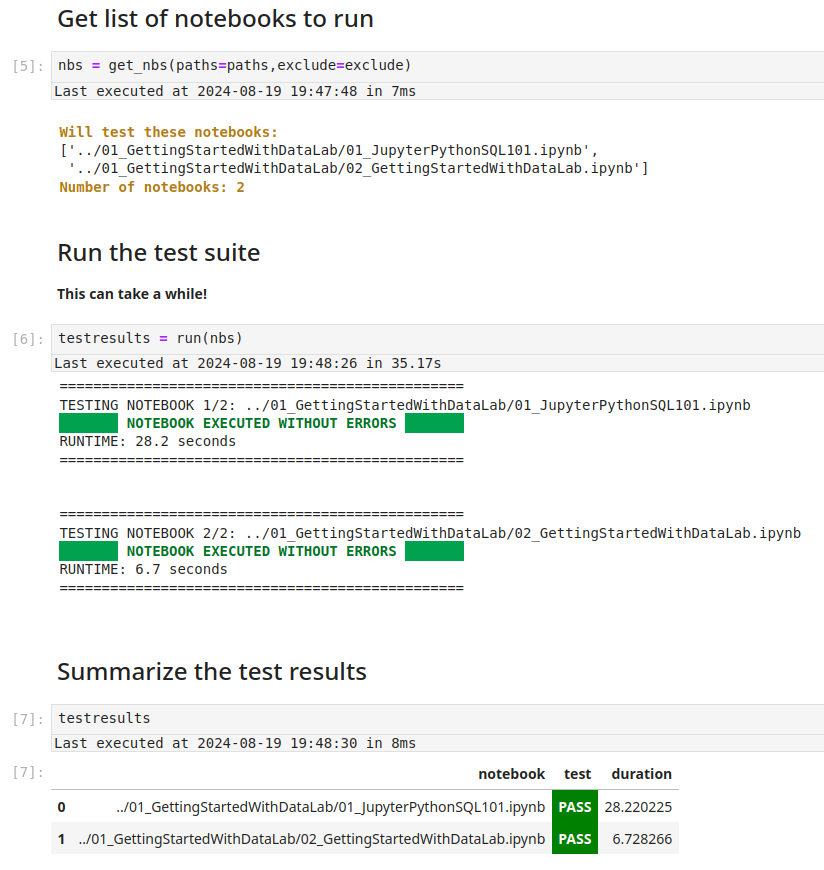 Get list of notebooks to run
[5]: nbs = get_nbs(paths=paths,exclude=exclude)
Last executed at 2024-08-19 19:47:48 in 7ms
Will test these notebooks:
['../01_GettingStartedWithDataLab/01_JupyterPythonSQL101.ipynb',
'../01_GettingStartedWithDataLab/02_GettingStartedWithDataLab.ipynb']
Number of notebooks: 2
Run the test suite
This can take a while!
[6]: testresults = run(nbs)
Last executed at 2024-08-19 19:48:26 in 35.17s
================================================
TESTING NOTEBOOK 1/2: ../01_GettingStartedWithDataLab/01_JupyterPythonSQL101.ipynb
NOTEBOOK EXECUTED WITHOUT ERRORS
RUNTIME: 28.2 seconds
================================================
================================================
TESTING NOTEBOOK 2/2: ../01_GettingStartedWithDataLab/02_GettingStartedWithDataLab.ipynb
NOTEBOOK EXECUTED WITHOUT ERRORS
RUNTIME: 6.7 seconds
================================================
Summarize the test results
[7]: testresults
Last executed at 2024-08-19 19:48:30 in 8ms
[7]: notebook test duration
0 ../01_GettingStartedWithDataLab/01_JupyterPythonSQL101.ipynb PASS 28.220225
1 ../01_GettingStartedWithDataLab/02_GettingStartedWithDataLab.ipynb PASS 6.728266